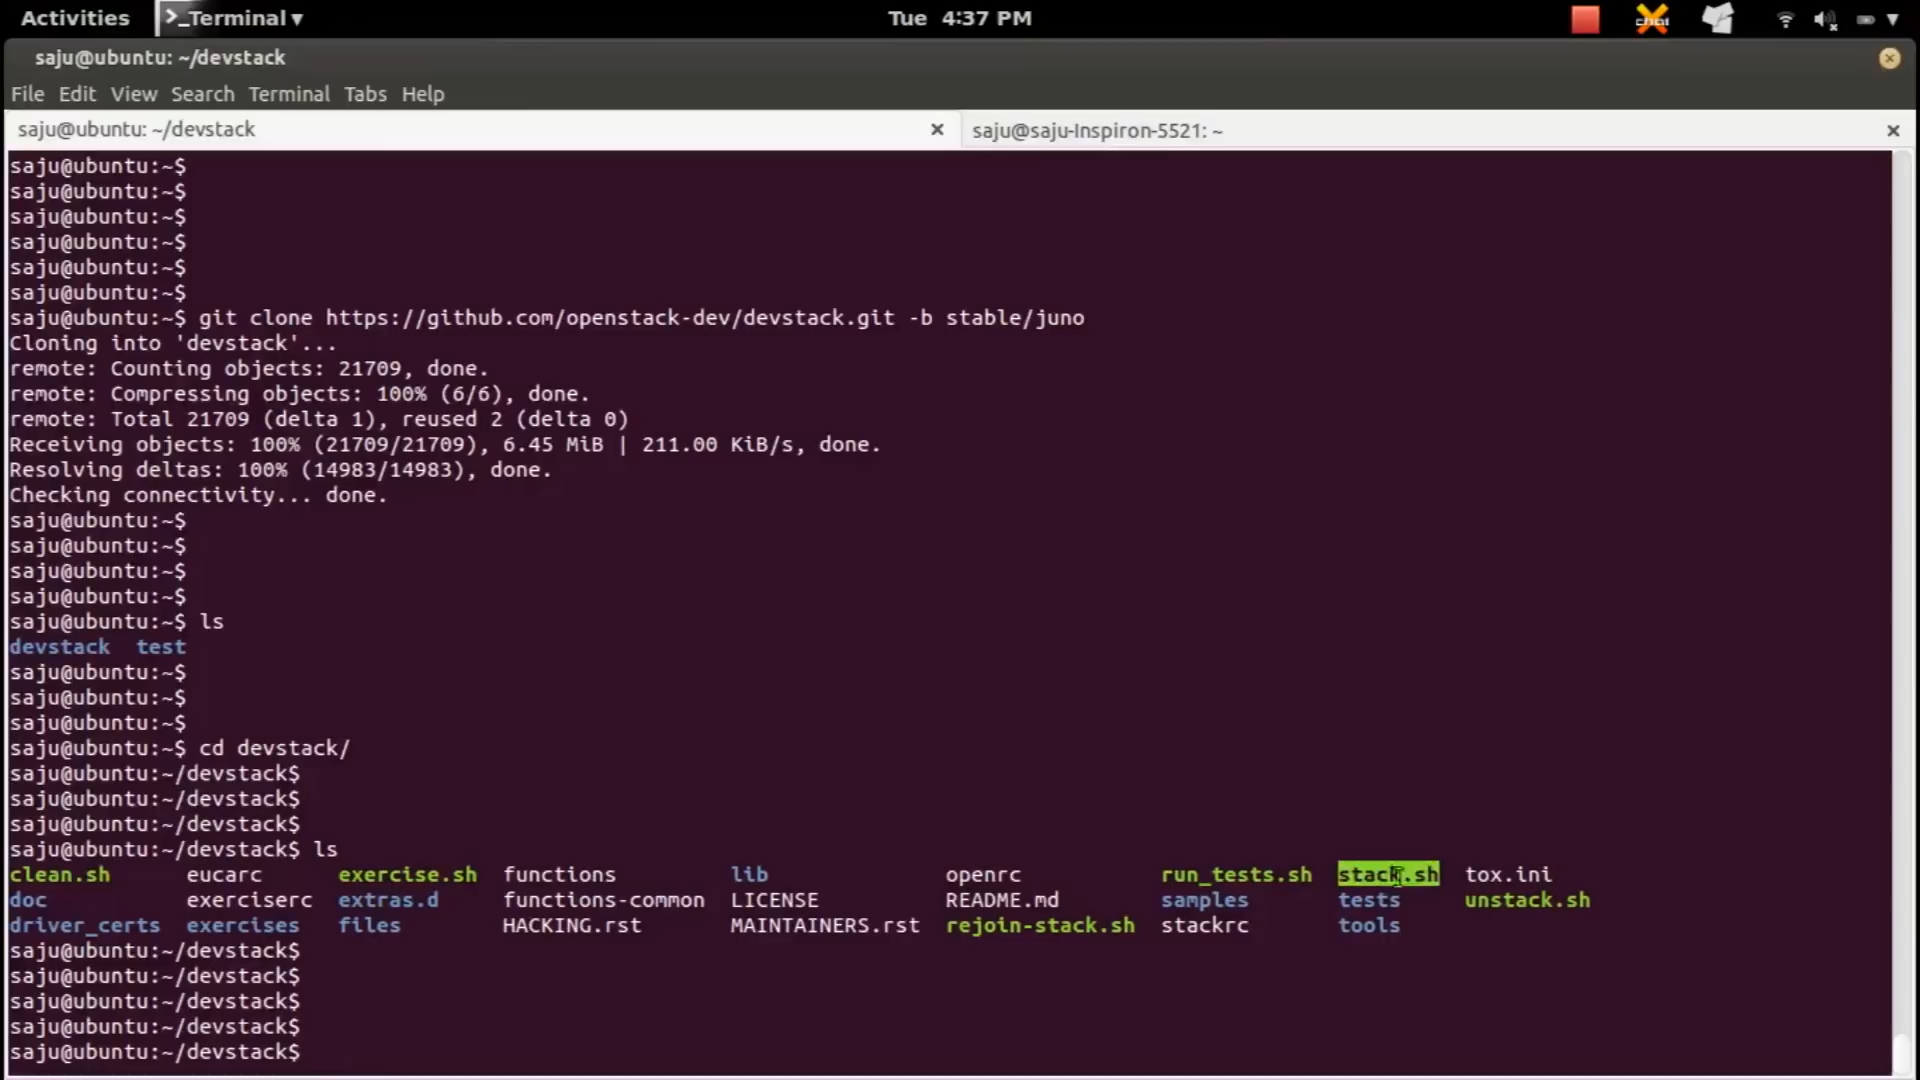 Activities >_Terminal ▾ Tue 4:37 PM chat
saju@ubuntu: ~/devstack
File Edit View Search Terminal Tabs Help
saju@ubuntu: ~/devstack × saju@saju-Inspiron-5521: ~ ×
saju@ubuntu:~$
saju@ubuntu:~$
saju@ubuntu:~$
saju@ubuntu:~$
saju@ubuntu:~$
saju@ubuntu:~$
saju@ubuntu:~$ git clone https://github.com/openstack-dev/devstack.git -b stable/juno
Cloning into 'devstack'...
remote: Counting objects: 21709, done.
remote: Compressing objects: 100% (6/6), done.
remote: Total 21709 (delta 1), reused 2 (delta 0)
Receiving objects: 100% (21709/21709), 6.45 MiB | 211.00 KiB/s, done.
Resolving deltas: 100% (14983/14983), done.
Checking connectivity... done.
saju@ubuntu:~$
saju@ubuntu:~$
saju@ubuntu:~$
saju@ubuntu:~$
saju@ubuntu:~$ ls
devstack test
saju@ubuntu:~$
saju@ubuntu:~$
saju@ubuntu:~$
saju@ubuntu:~$ cd devstack/
saju@ubuntu:~/devstack$
saju@ubuntu:~/devstack$
saju@ubuntu:~/devstack$
saju@ubuntu:~/devstack$ ls
clean.sh eucarc exercise.sh functions lib openrc run_tests.sh stack.sh tox.ini
doc exerciserc extras.d functions-common LICENSE README.md samples tests unstack.sh
driver_certs exercises files HACKING.rst MAINTAINERS.rst rejoin-stack.sh stackrc tools
saju@ubuntu:~/devstack$
saju@ubuntu:~/devstack$
saju@ubuntu:~/devstack$
saju@ubuntu:~/devstack$
saju@ubuntu:~/devstack$